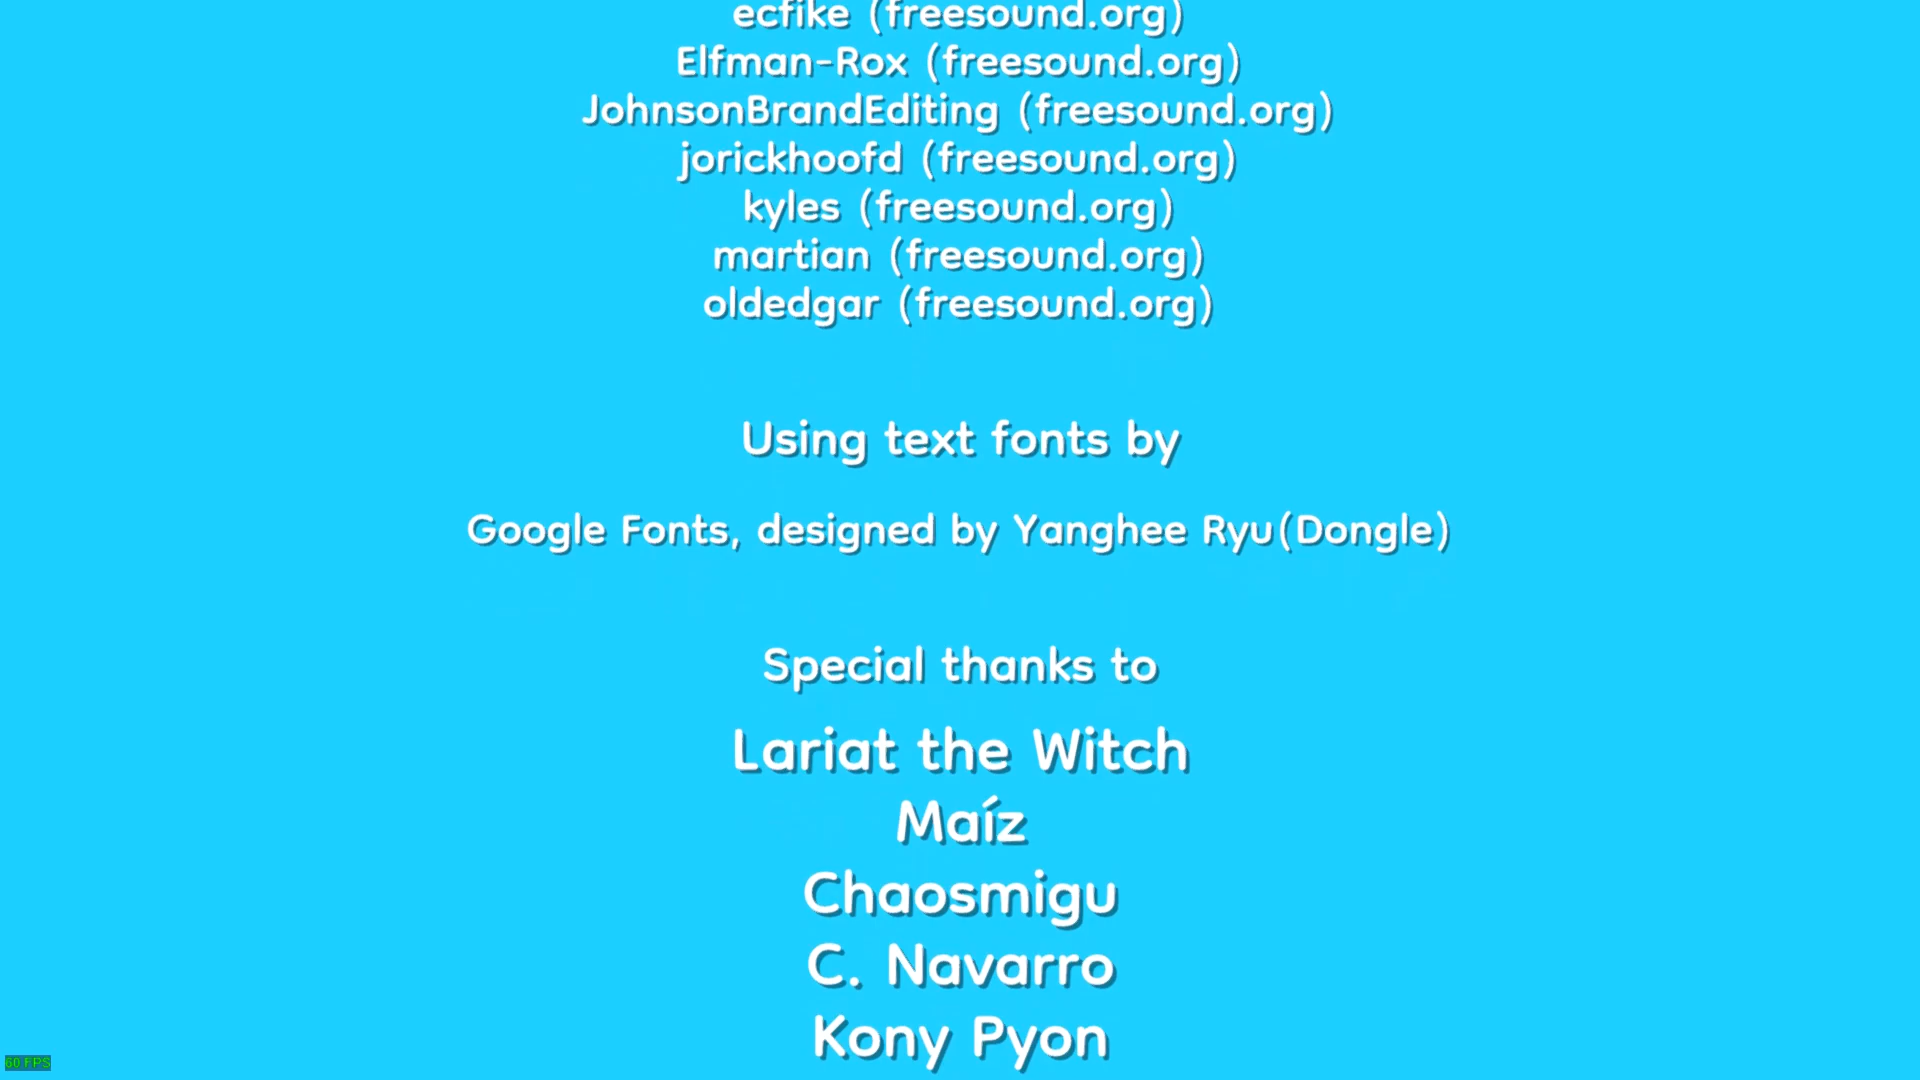 ecfike (freesound.org)
Elfman-Rox (freesound.org)
JohnsonBrandEditing (freesound.org)
jorickhoofd (freesound.org)
kyles (freesound.org)
martian (freesound.org)
oldedgar (freesound.org)
Using text fonts by
Google Fonts, designed by Yanghee Ryu(Dongle)
Special thanks to
Lariat the Witch
Maíz
Chaosmigu
C. Navarro
Kony Pyon
60 FPS